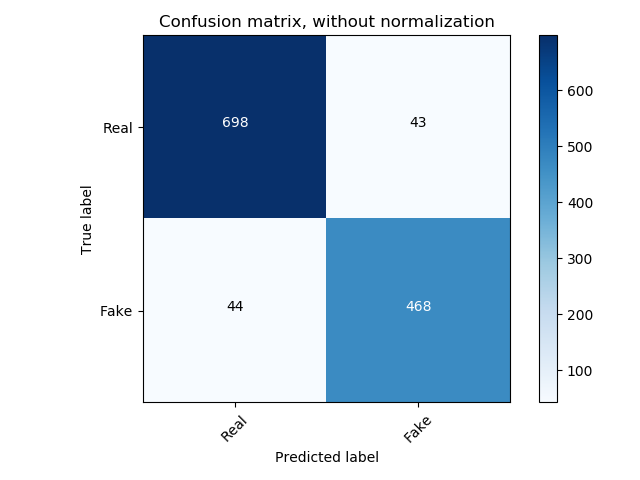 Confusion matrix, without normalization
True label
Real
698
43
Fake
44
468
Real
Fake
Predicted label
600
500
400
300
200
100